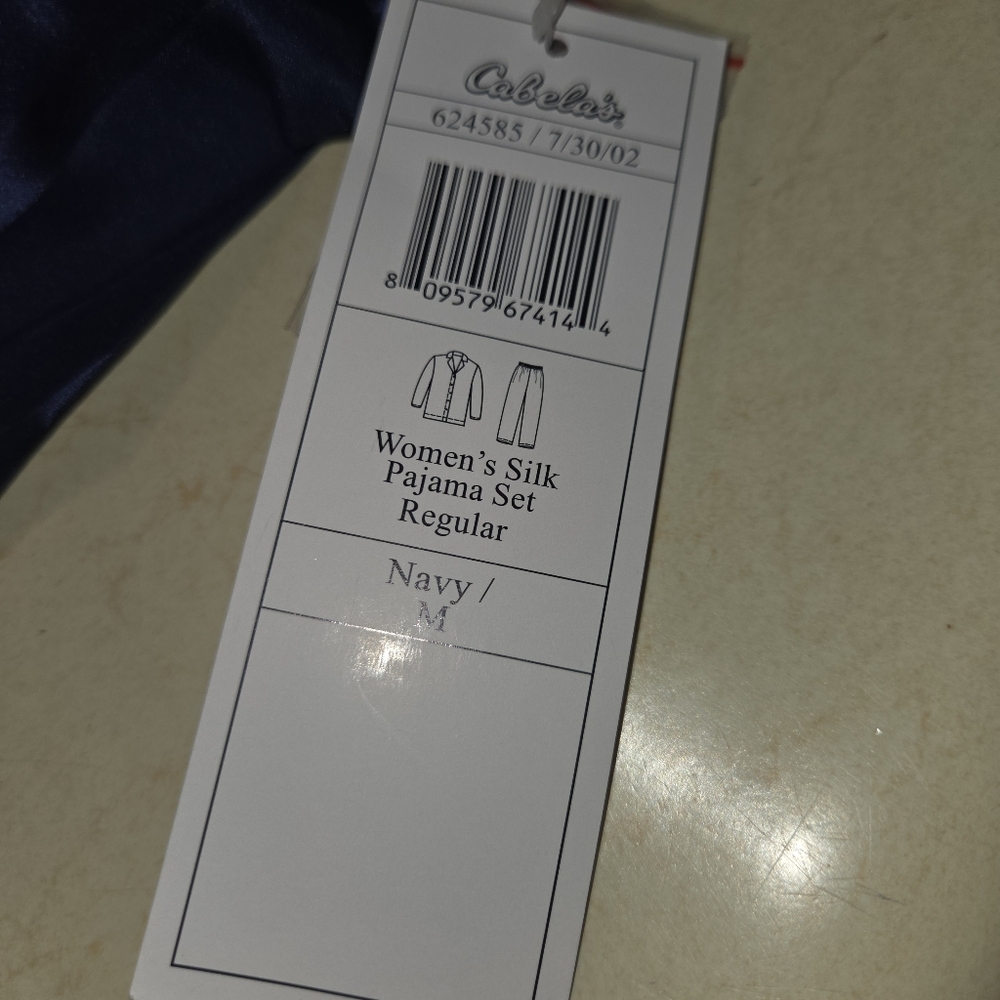 Cabela's®
624585 / 7/30/02
8 09579 67414 4
Women's Silk
Pajama Set
Regular
Navy /
M